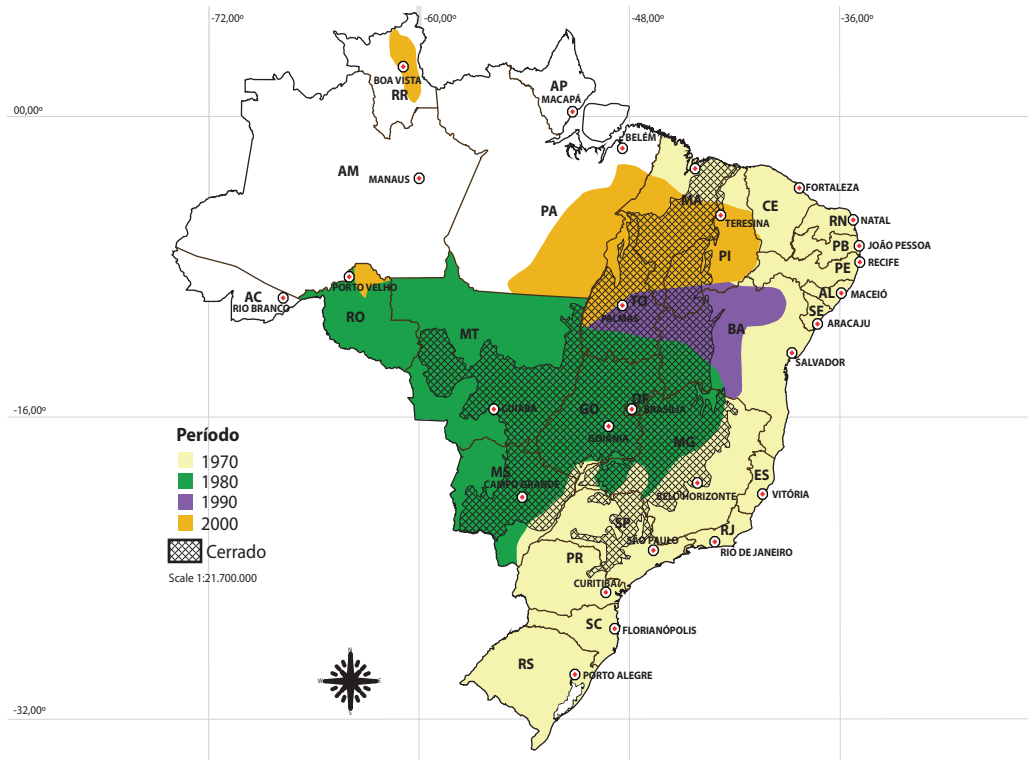 -72,00º
-60,00º
-48,00º
-36,00º
BOA VISTA
RR
AP
MACAPÁ
00,00º
BELÉM
AM
MANAUS
PA
MA
CE
FORTALEZA
TERESINA
RN
NATAL
PB
JOÃO PESSOA
PI
PE
RECIFE
PORTO VELHO
AC
RIO BRANCO
RO
TO
PALMAS
AL
MACEIÓ
SE
ARACAJU
MT
BA
SALVADOR
CUIABÁ
GO
DF
BRASÍLIA
-16,00º
GOIÂNIA
MG
Período
1970
1980
1990
2000
Cerrado
Scale 1:21.700.000
MS
CAMPO GRANDE
BELO HORIZONTE
ES
VITÓRIA
SP
SÃO PAULO
RJ
RIO DE JANEIRO
PR
CURITIBA
SC
FLORIANÓPOLIS
RS
PORTO ALEGRE
N
W
E
S
-32,00º